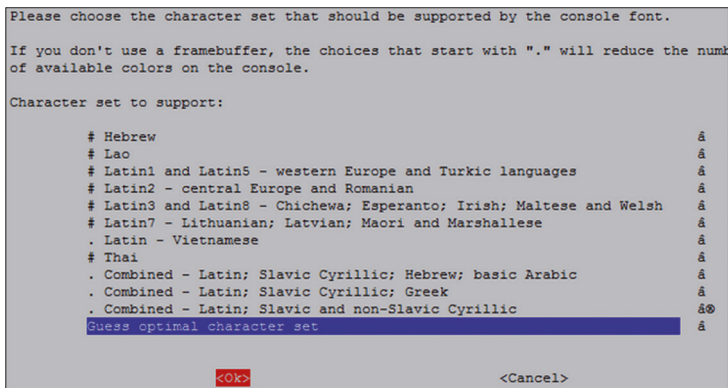 Please choose the character set that should be supported by the console font.
If you don't use a framebuffer, the choices that start with "." will reduce the numb
of available colors on the console.
Character set to support:
# Hebrew â
# Lao â
# Latin1 and Latin5 - western Europe and Turkic languages â
# Latin2 - central Europe and Romanian â
# Latin3 and Latin8 - Chichewa; Esperanto; Irish; Maltese and Welsh â
# Latin7 - Lithuanian; Latvian; Maori and Marshallese â
. Latin - Vietnamese â
# Thai â
. Combined - Latin; Slavic Cyrillic; Hebrew; basic Arabic â
. Combined - Latin; Slavic Cyrillic; Greek â
. Combined - Latin; Slavic and non-Slavic Cyrillic â®
Guess optimal character set â
<Ok> <Cancel>